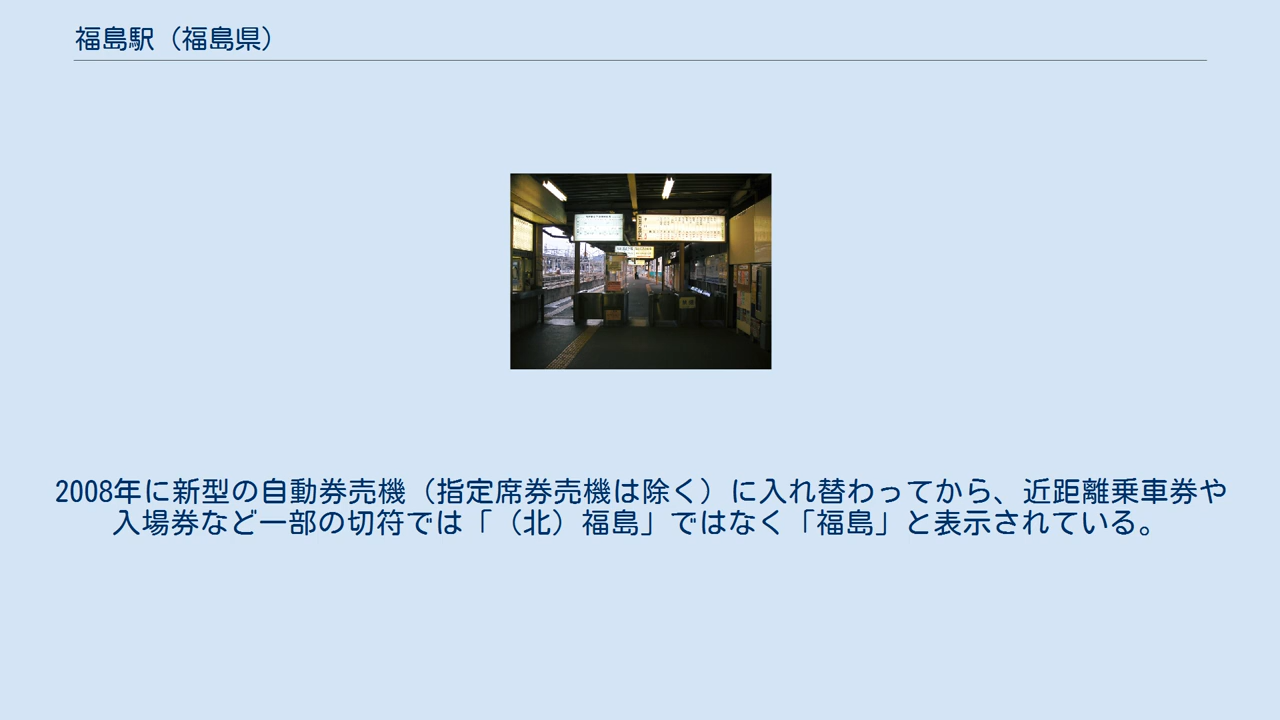 福島駅（福島県）
2008年に新型の自動券売機（指定席券売機は除く）に入れ替わってから、近距離乗車券や
入場券など一部の切符では「（北）福島」ではなく「福島」と表示されている。